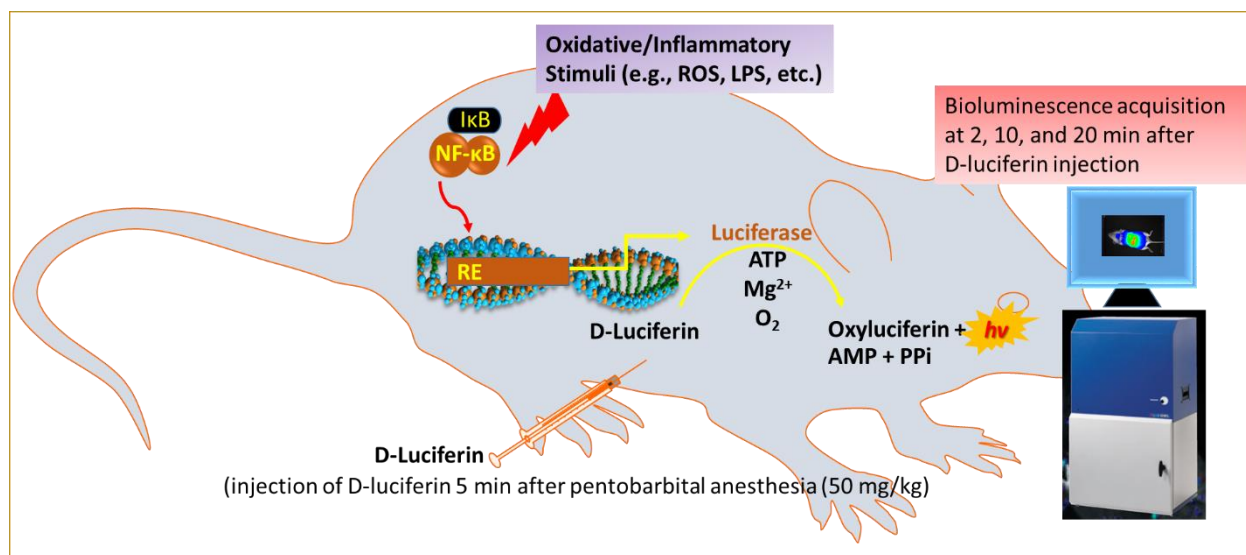 Oxidative/Inflammatory
Stimuli (e.g., ROS, LPS, etc.)
IκB
NF-κB
Bioluminescence acquisition
at 2, 10, and 20 min after
D-luciferin injection
RE
Luciferase
ATP
Mg²⁺
O₂
D-Luciferin
Oxyluciferin +
AMP + PPi
hv
D-Luciferin
(injection of D-luciferin 5 min after pentobarbital anesthesia (50 mg/kg)